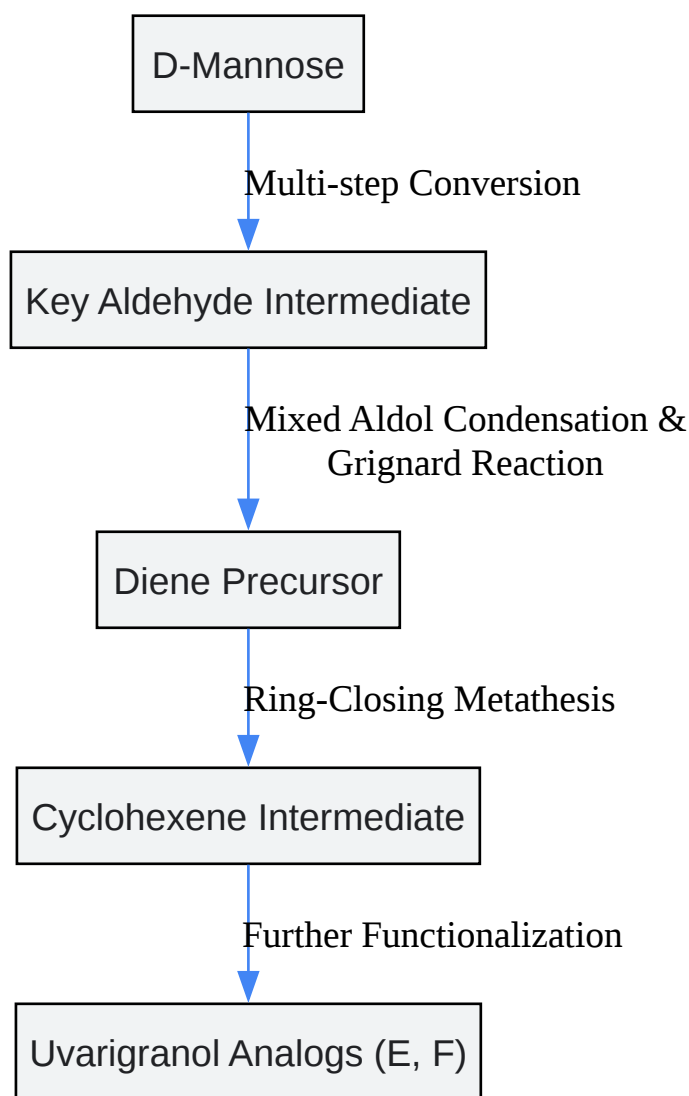 D-Mannose
Multi-step Conversion
Key Aldehyde Intermediate
Mixed Aldol Condensation &
Grignard Reaction
Diene Precursor
Ring-Closing Metathesis
Cyclohexene Intermediate
Further Functionalization
Uvarigranol Analogs (E, F)